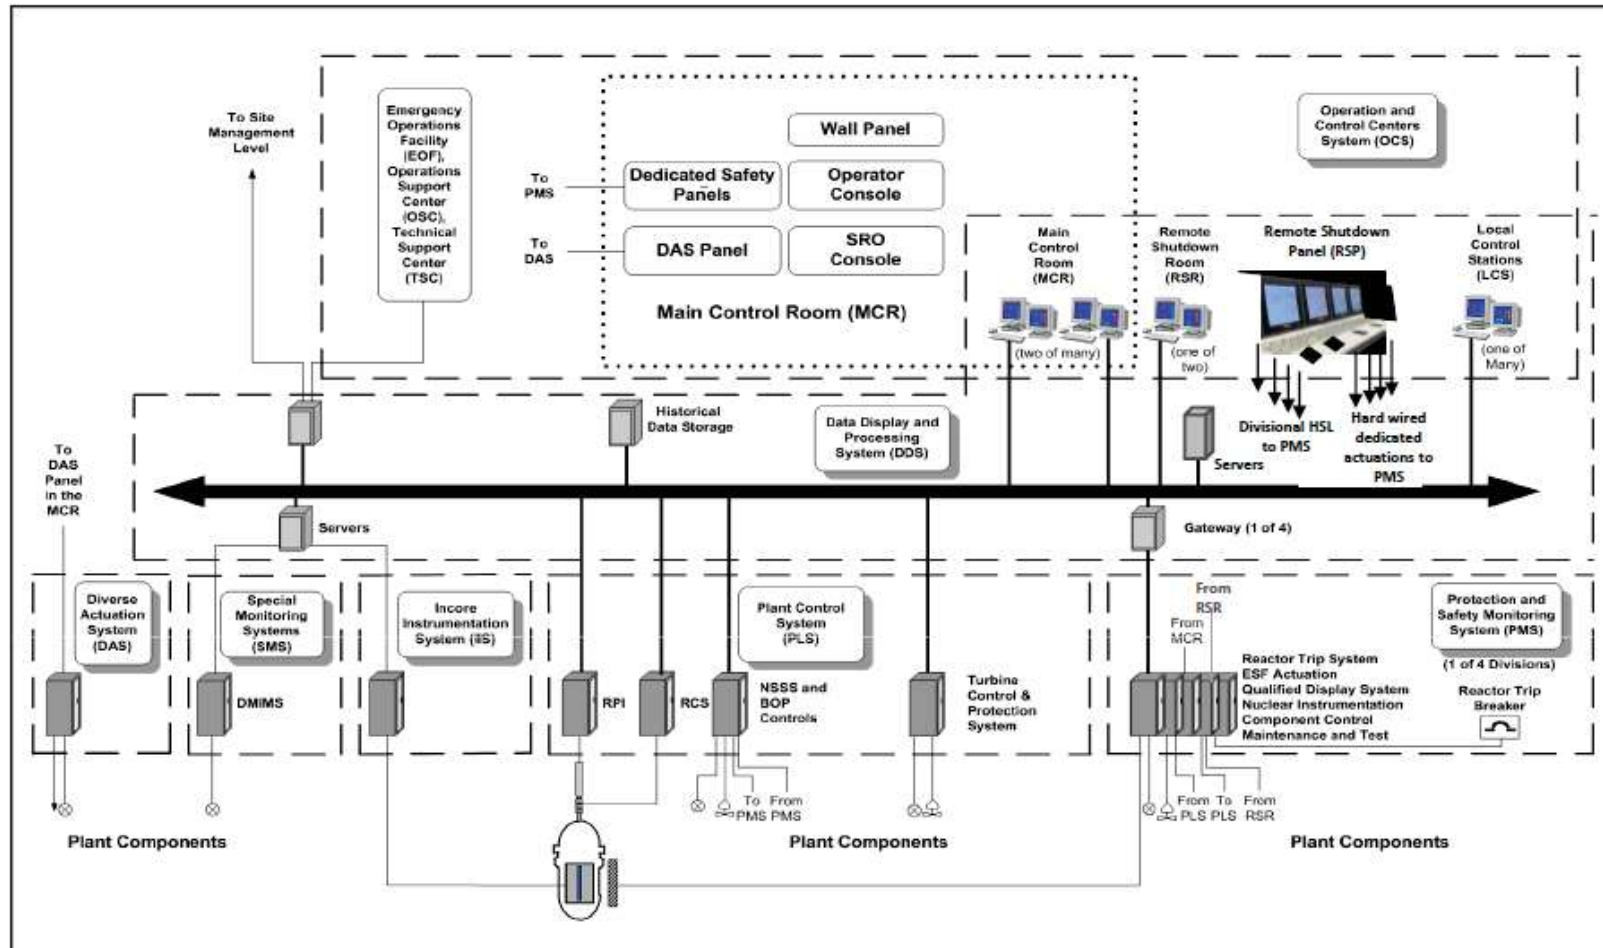 To Site
Management
Level
Emergency
Operations
Facility
(EOF),
Operations
Support
Center
(OSC),
Technical
Support
Center
(TSC)
Wall Panel
To
PMS
Dedicated Safety
Panels
Operator
Console
To
DAS
DAS Panel
SRO
Console
Main Control Room (MCR)
Operation and
Control Centers
System (OCS)
Main
Control
Room
(MCR)
(two of many)
Remote
Shutdown
Room
(RSR)
(one of
two)
Remote Shutdown
Panel (RSP)
Local
Control
Stations
(LCS)
(one of
Many)
Divisional HSL
to PMS
Hard wired
dedicated
actuations to
PMS
To
DAS
Panel
in the
MCR
Historical
Data Storage
Data Display and
Processing
System (DDS)
Servers
Servers
Gateway (1 of 4)
Diverse
Actuation
System
(DAS)
Special
Monitoring
Systems
(SMS)
Incore
Instrumentation
System (IIS)
Plant Control
System
(PLS)
From
RSR
From
MCR
Protection and
Safety Monitoring
System (PMS)
(1 of 4 Divisions)
DMIMS
RPI
RCS
NSSS and
BOP
Controls
Turbine
Control &
Protection
System
Reactor Trip System
ESF Actuation
Qualified Display System
Nuclear Instrumentation
Component Control
Maintenance and Test
Reactor Trip
Breaker
To
PMS
From
PMS
From
PLS
To
PLS
From
RSR
Plant Components
Plant Components
Plant Components